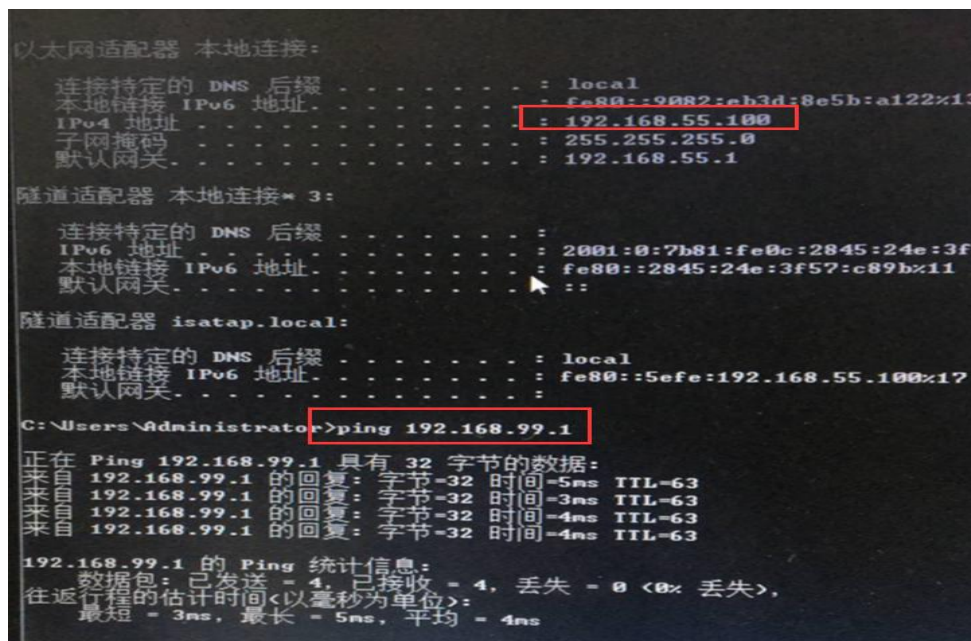 以太网适配器 本地连接:
连接特定的 DNS 后缀 . . . . . . . : local
本地链接 IPv6 地址. . . . . . . . : fe80::9082:eb3d:8e5b:a122%1
IPv4 地址 . . . . . . . . . . . . : 192.168.55.100
子网掩码 . . . . . . . . . . . . : 255.255.255.0
默认网关. . . . . . . . . . . . . : 192.168.55.1
隧道适配器 本地连接* 3:
连接特定的 DNS 后缀 . . . . . . . :
IPv6 地址 . . . . . . . . . . . . : 2001:0:7b81:fe0c:2845:24e:3f
本地链接 IPv6 地址. . . . . . . . : fe80::2845:24e:3f57:c89b%11
默认网关. . . . . . . . . . . . . ::
隧道适配器 isatap.local:
连接特定的 DNS 后缀 . . . . . . . : local
本地链接 IPv6 地址. . . . . . . . : fe80::5efe:192.168.55.100%17
默认网关. . . . . . . . . . . . . :
C:\Users\Administrator>ping 192.168.99.1
正在 Ping 192.168.99.1 具有 32 字节的数据:
来自 192.168.99.1 的回复: 字节=32 时间=5ms TTL=63
来自 192.168.99.1 的回复: 字节=32 时间=3ms TTL=63
来自 192.168.99.1 的回复: 字节=32 时间=4ms TTL=63
来自 192.168.99.1 的回复: 字节=32 时间=4ms TTL=63
192.168.99.1 的 Ping 统计信息:
数据包: 已发送 = 4, 已接收 = 4, 丢失 = 0 (0% 丢失),
往返行程的估计时间(以毫秒为单位):
最短 = 3ms, 最长 = 5ms, 平均 = 4ms